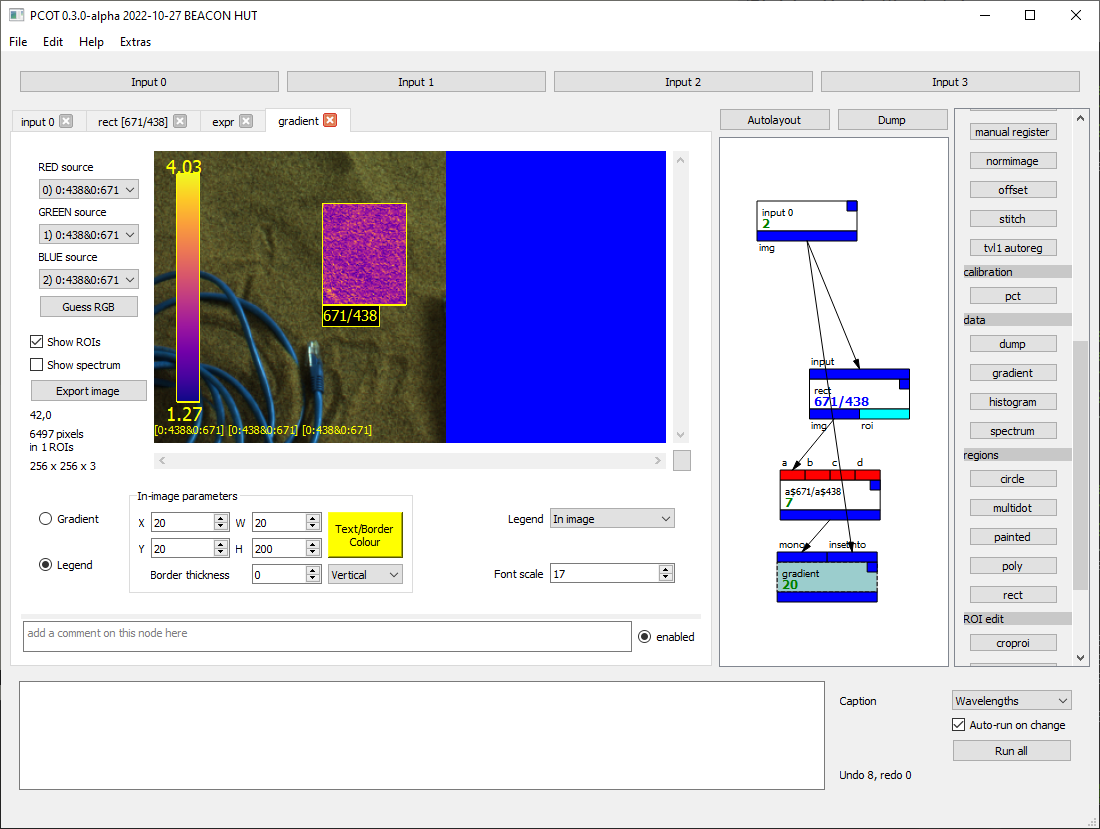 PCOT 0.3.0-alpha 2022-10-27 BEACON HUT
File Edit Help Extras
Input 0 Input 1 Input 2 Input 3
input 0 rect [671/438] expr gradient
RED source
0) 0:438&0:671
GREEN source
1) 0:438&0:671
BLUE source
2) 0:438&0:671
Guess RGB
Show ROIs
Show spectrum
Export image
42,0
6497 pixels
in 1 ROIs
256 x 256 x 3
4.03
671/438
1.27
[0:438&0:671] [0:438&0:671] [0:438&0:671]
Gradient
Legend
In-image parameters
X 20 W 20
Y 20 H 200
Text/Border
Colour
Border thickness 0 Vertical
Legend In image
Font scale 17
add a comment on this node here
enabled
Autolayout Dump
input 0
2
img
input
rect
671/438
img roi
a b c d
a$671/a$438
7
mono insetinto
gradient
20
manual register
normimage
offset
stitch
tvl1 autoreg
calibration
pct
data
dump
gradient
histogram
spectrum
regions
circle
multidot
painted
poly
rect
ROI edit
croproi
Caption Wavelengths
Auto-run on change
Run all
Undo 8, redo 0